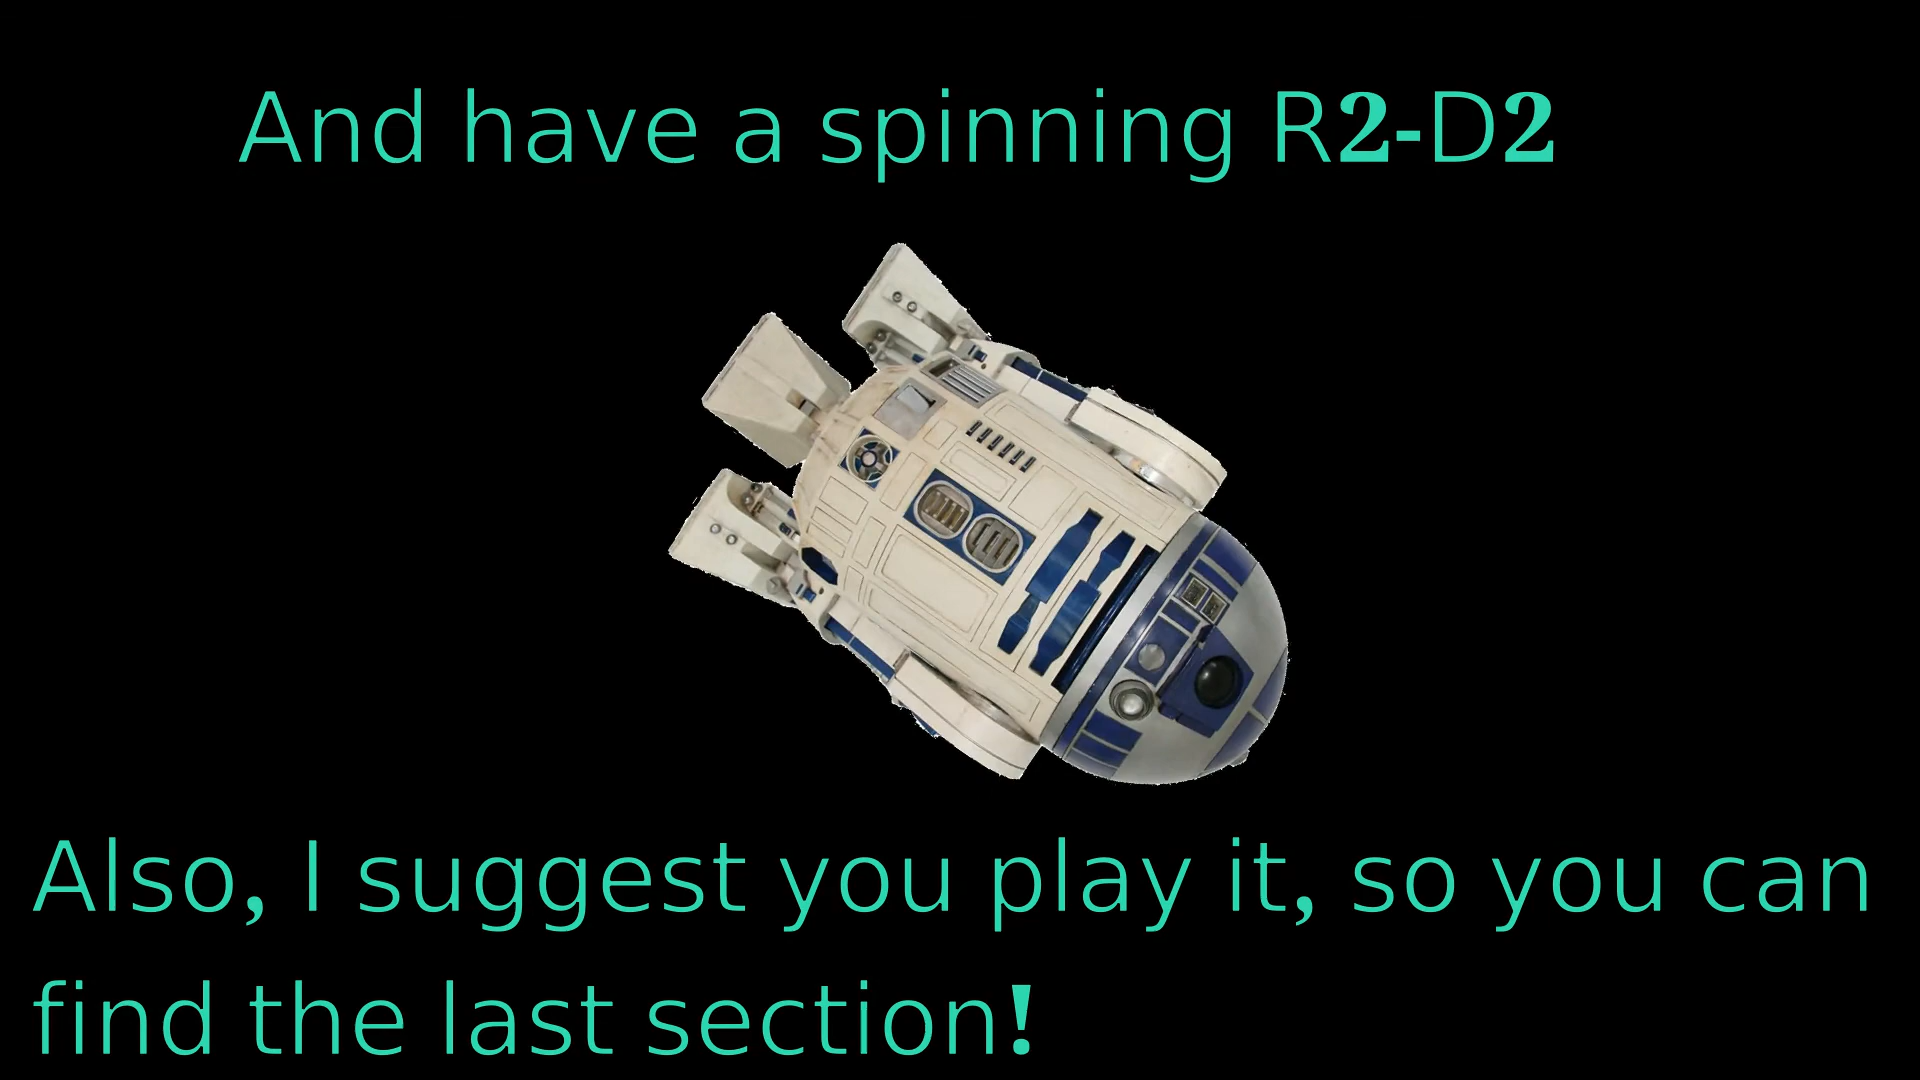 And have a spinning R2-D2
Also, I suggest you play it, so you can
find the last section!